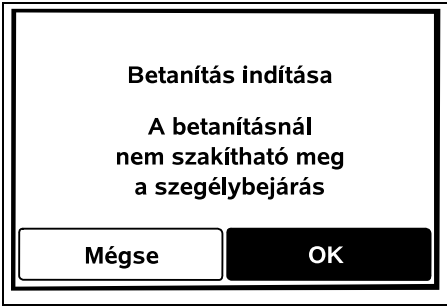 Betanítás indítása
A betanításnál
nem szakítható meg
a szegélybejárás
Mégse
OK